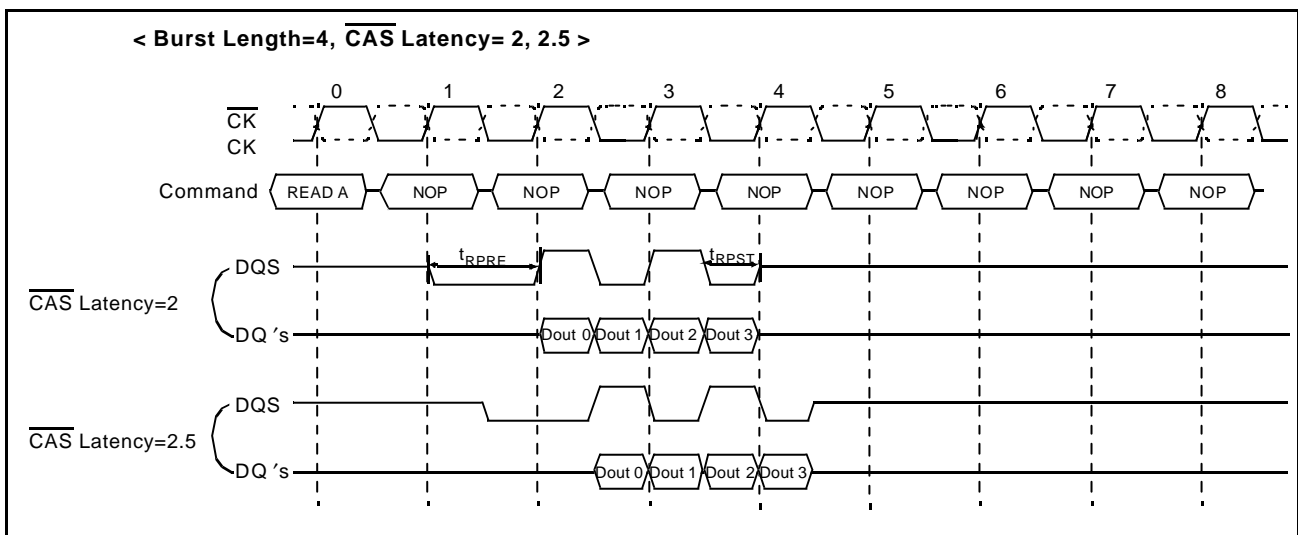 < Burst Length=4, CAS Latency= 2, 2.5 >
0 1 2 3 4 5 6 7 8
CK
CK
Command READ A NOP NOP NOP NOP NOP NOP NOP NOP
DQS tRPRE tRPST
CAS Latency=2
DQ 's Dout 0 Dout 1 Dout 2 Dout 3
DQS
CAS Latency=2.5
DQ 's Dout 0 Dout 1 Dout 2 Dout 3